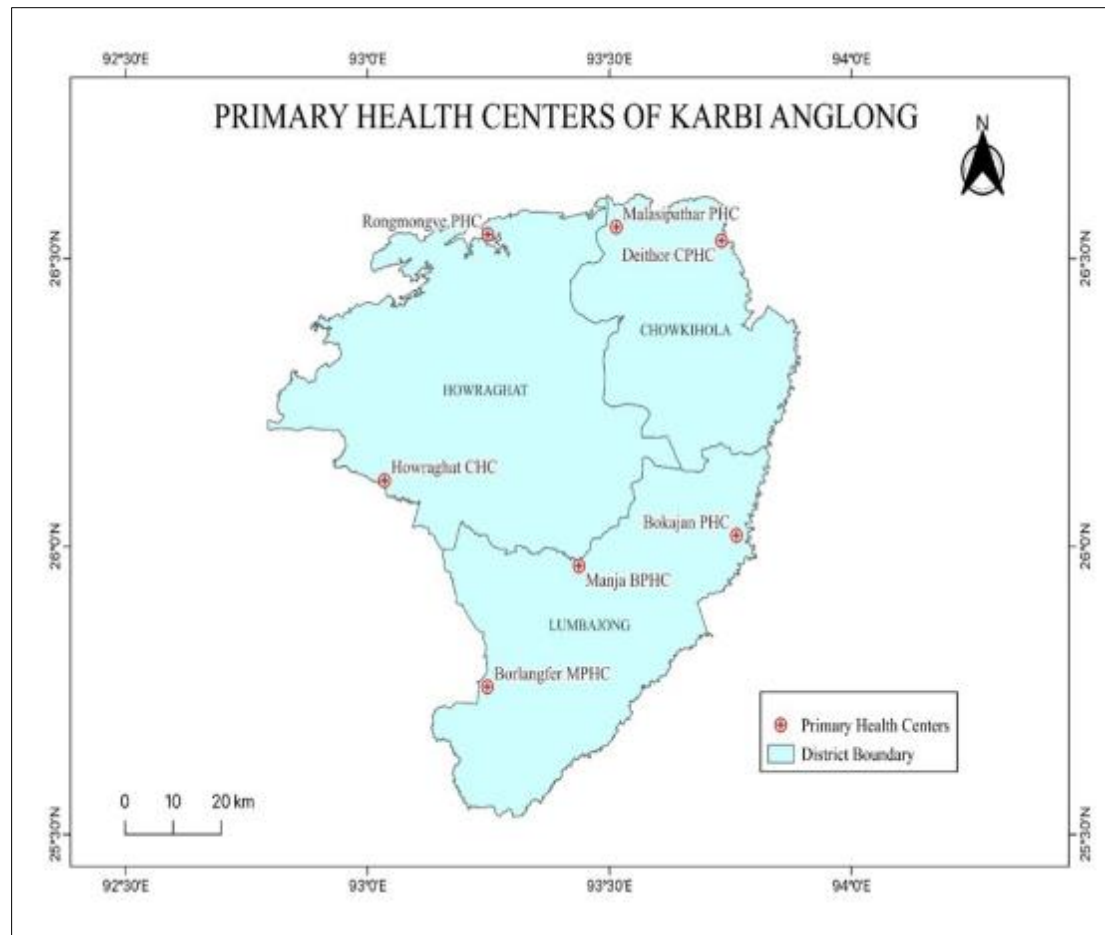 92°30'E 93°0'E 93°30'E 94°0'E
PRIMARY HEALTH CENTERS OF KARBI ANGLONG
N
Rongmongve PHC
Malasipathar PHC
Deithor CPHC
26°30'N
26°30'N
CHOWKIHOLA
HOWRAGHAT
Howraghat CHC
Bokajan PHC
26°0'N
26°0'N
Manja BPHC
LUMBAJONG
Borlangfer MPHC
Primary Health Centers
District Boundary
0 10 20 km
25°30'N
25°30'N
92°30'E 93°0'E 93°30'E 94°0'E